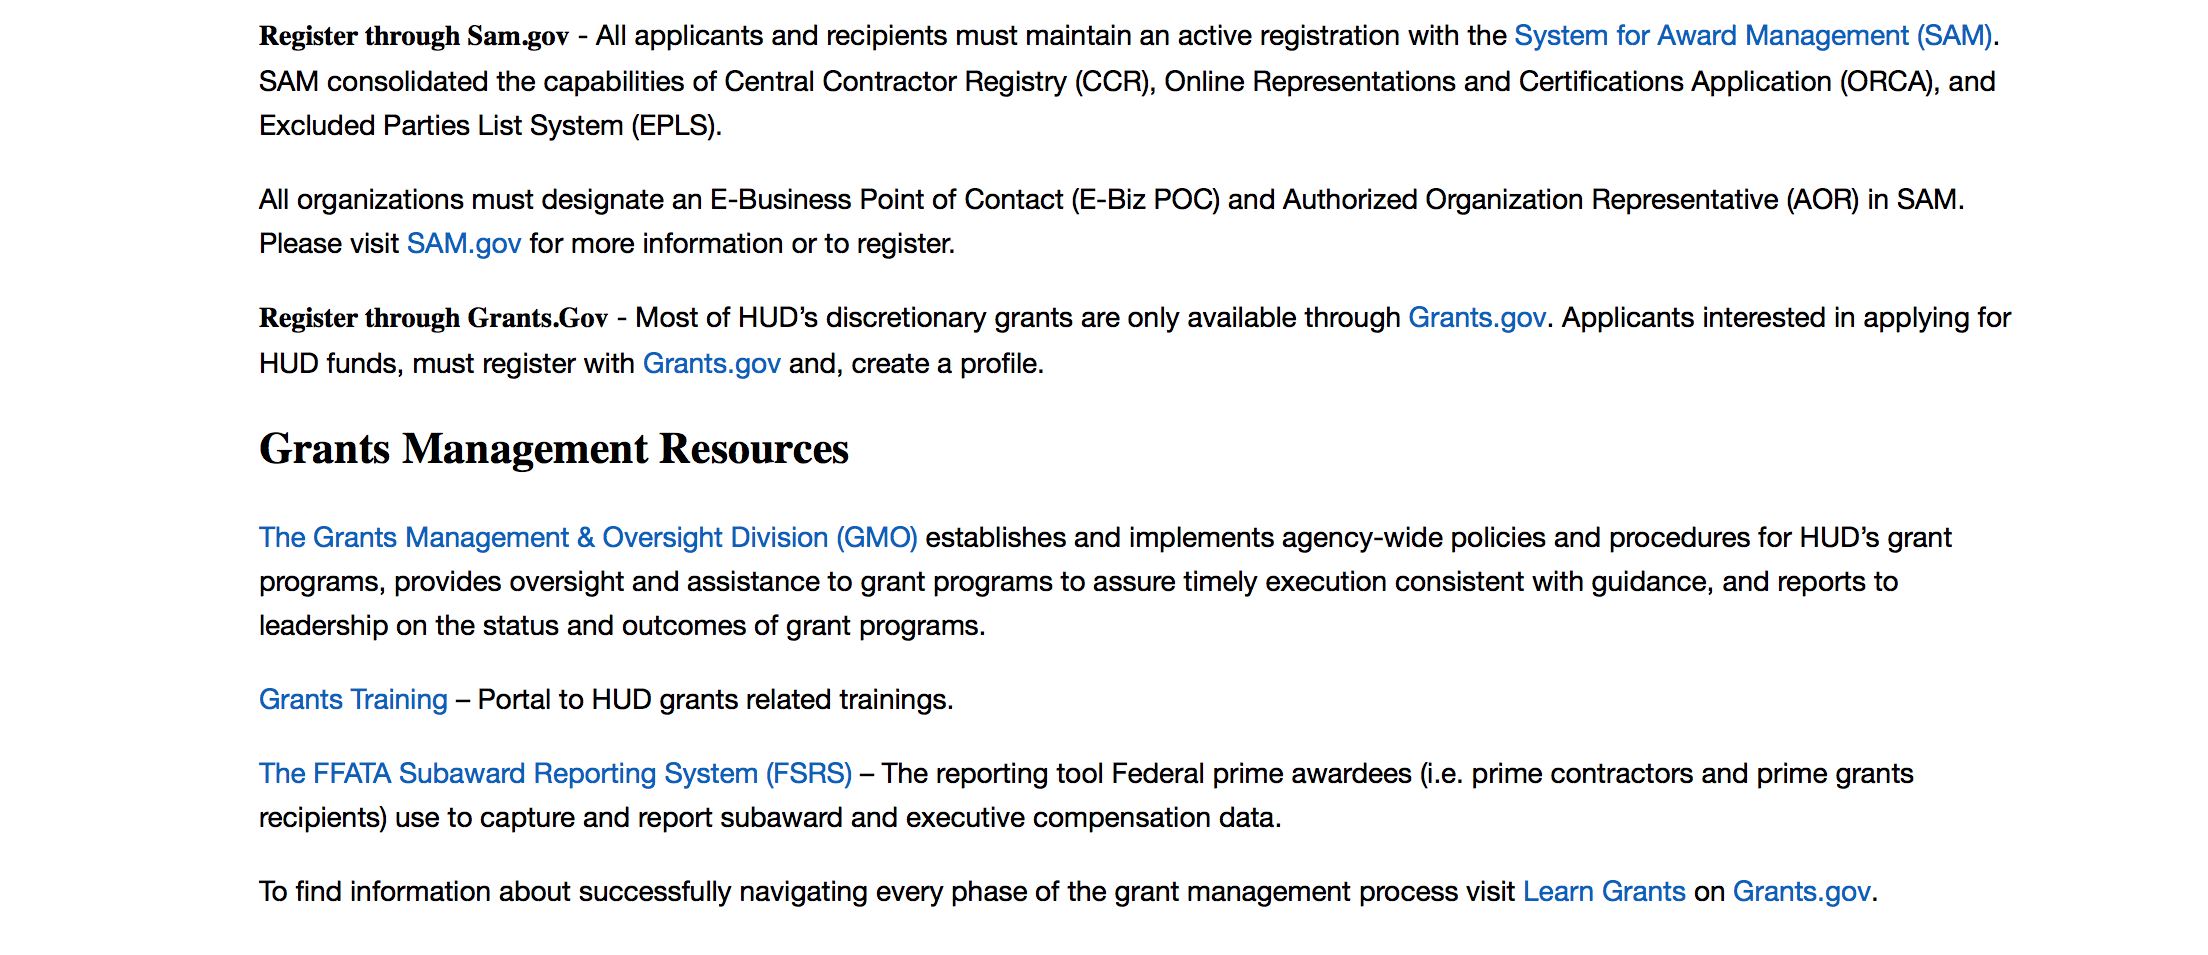 Register through Sam.gov - All applicants and recipients must maintain an active registration with the System for Award Management (SAM).
SAM consolidated the capabilities of Central Contractor Registry (CCR), Online Representations and Certifications Application (ORCA), and
Excluded Parties List System (EPLS).
All organizations must designate an E-Business Point of Contact (E-Biz POC) and Authorized Organization Representative (AOR) in SAM.
Please visit SAM.gov for more information or to register.
Register through Grants.Gov - Most of HUD’s discretionary grants are only available through Grants.gov. Applicants interested in applying for
HUD funds, must register with Grants.gov and, create a profile.
Grants Management Resources
The Grants Management & Oversight Division (GMO) establishes and implements agency-wide policies and procedures for HUD’s grant
programs, provides oversight and assistance to grant programs to assure timely execution consistent with guidance, and reports to
leadership on the status and outcomes of grant programs.
Grants Training – Portal to HUD grants related trainings.
The FFATA Subaward Reporting System (FSRS) – The reporting tool Federal prime awardees (i.e. prime contractors and prime grants
recipients) use to capture and report subaward and executive compensation data.
To find information about successfully navigating every phase of the grant management process visit Learn Grants on Grants.gov.